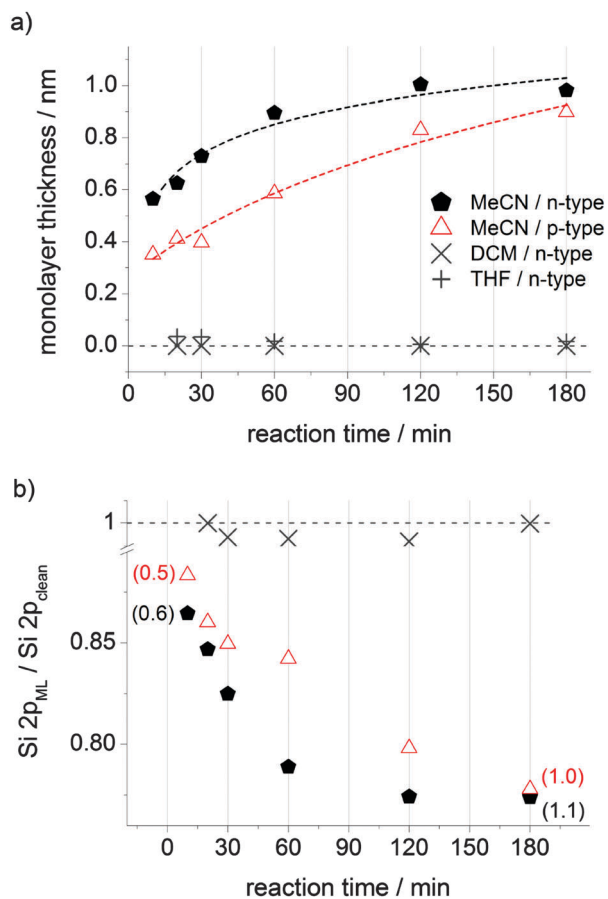 a)
monolayer thickness / nm
1.0
0.8
0.6
0.4
0.2
0.0
MeCN / n-type
MeCN / p-type
DCM / n-type
THF / n-type
0 30 60 90 120 150 180
reaction time / min
b)
Si 2p_ML / Si 2p_clean
1
0.85
0.80
(0.5)
(0.6)
(1.0)
(1.1)
0 30 60 90 120 150 180
reaction time / min